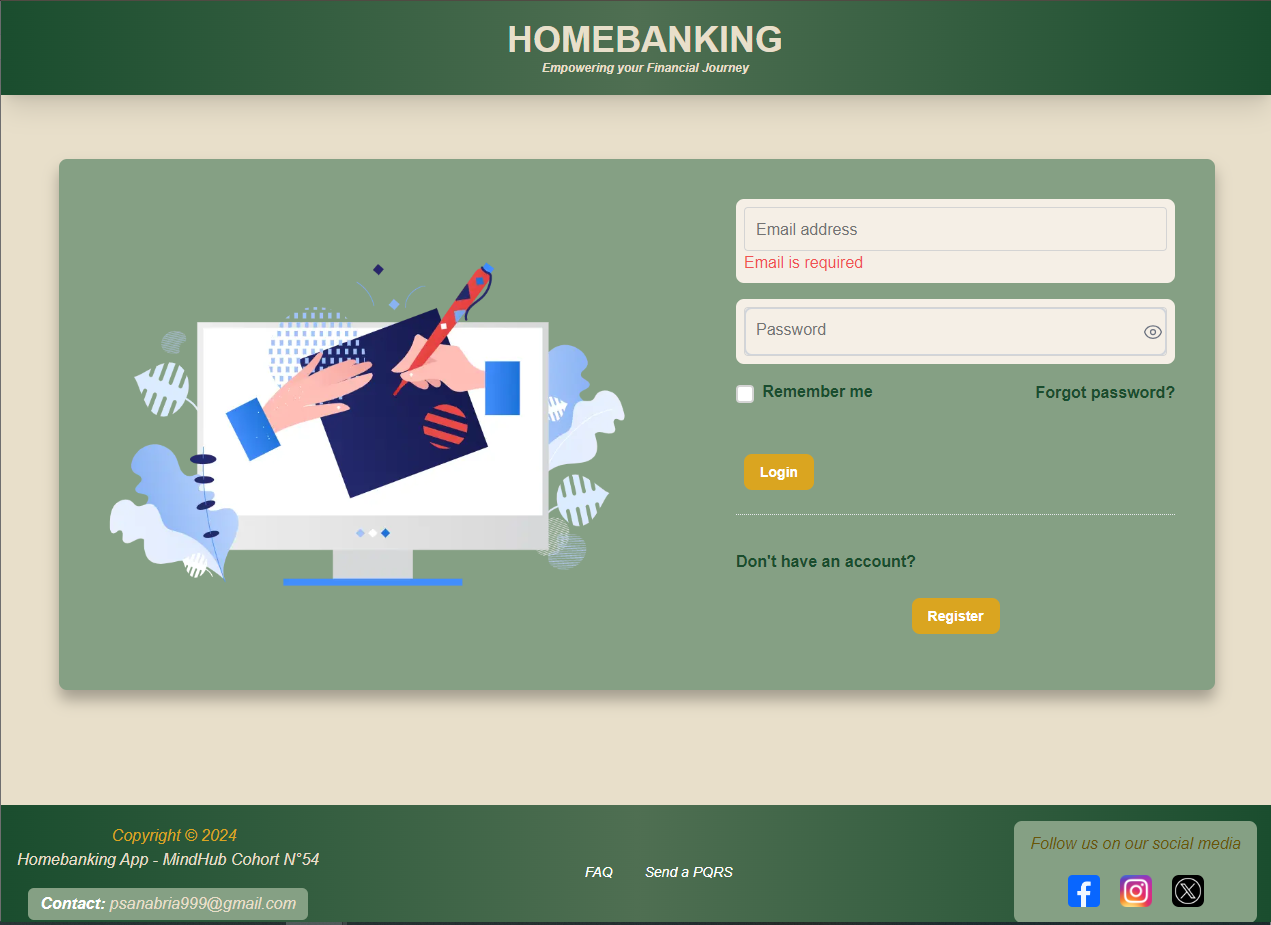 HOMEBANKING
Empowering your Financial Journey
Email address
Email is required
Password
Remember me
Forgot password?
Login
Don't have an account?
Register
Copyright © 2024
Homebanking App - MindHub Cohort N°54
Contact: psanabria999@gmail.com
FAQ
Send a PQRS
Follow us on our social media